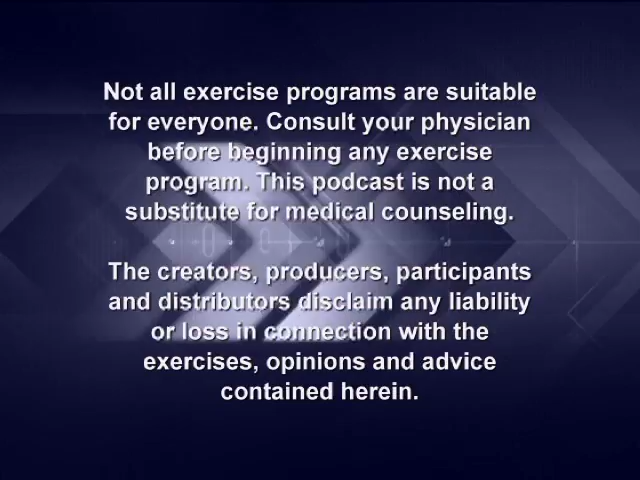 Not all exercise programs are suitable
for everyone. Consult your physician
before beginning any exercise
program. This podcast is not a
substitute for medical counseling.
The creators, producers, participants
and distributors disclaim any liability
or loss in connection with the
exercises, opinions and advice
contained herein.